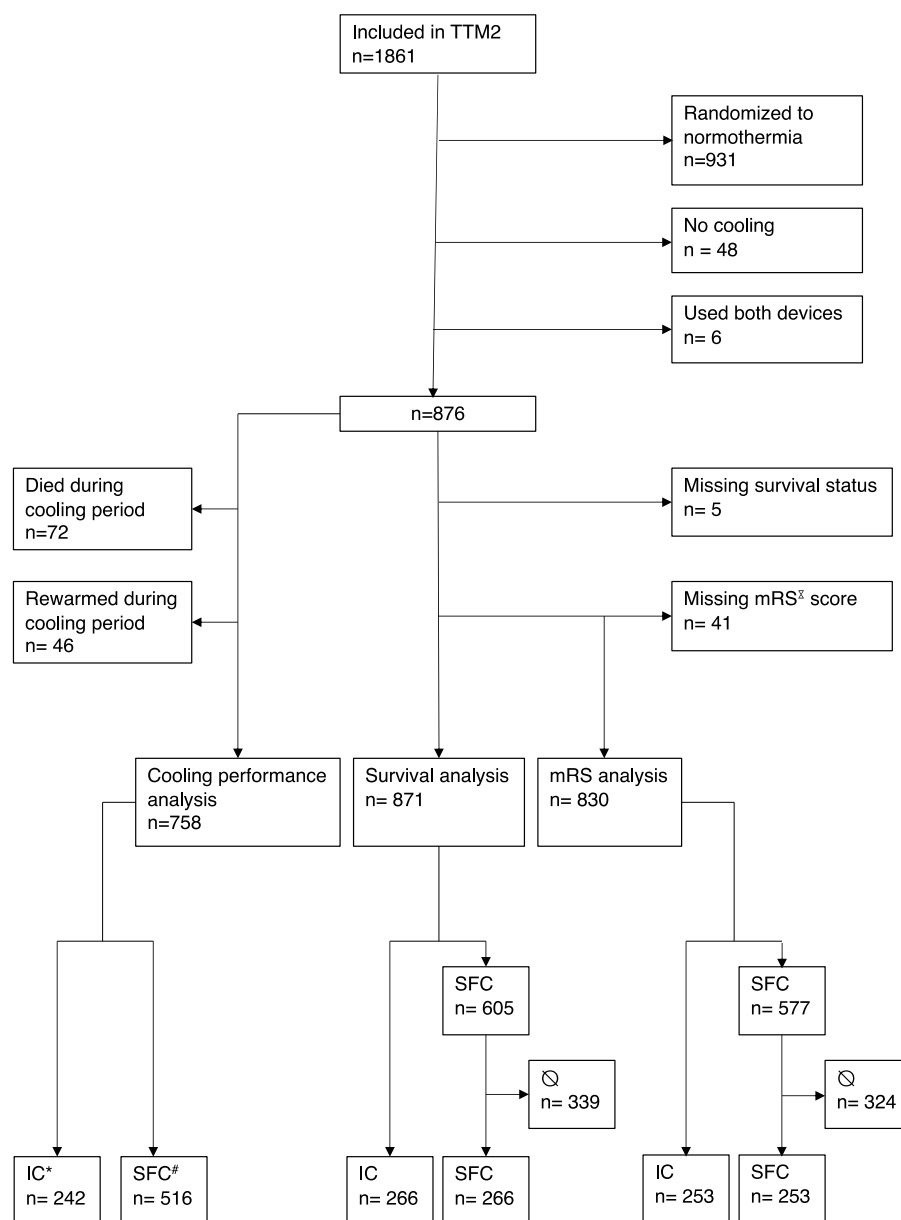 Included in TTM2
n=1861
Randomized to
normothermia
n=931
No cooling
n = 48
Used both devices
n= 6
n=876
Died during
cooling period
n=72
Missing survival status
n= 5
Rewarmed during
cooling period
n= 46
Missing mRS⁠ˣ score
n= 41
Cooling performance
analysis
n=758
Survival analysis
n= 871
mRS analysis
n= 830
SFC
n= 605
SFC
n= 577
∅
n= 339
∅
n= 324
IC*
n= 242
SFC#
n= 516
IC
n= 266
SFC
n= 266
IC
n= 253
SFC
n= 253